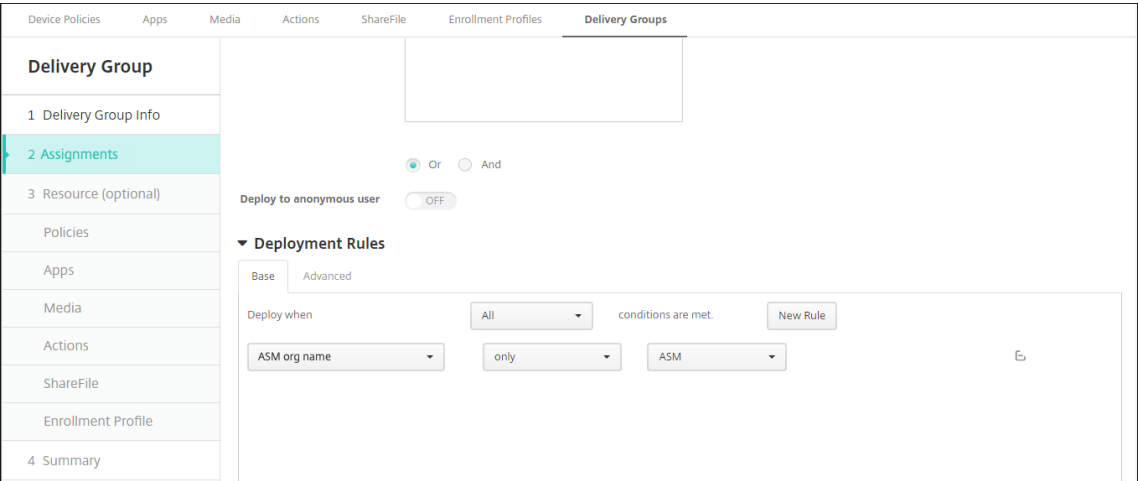 Device Policies Apps Media Actions ShareFile Enrollment Profiles Delivery Groups
Delivery Group
1 Delivery Group Info
2 Assignments
3 Resource (optional)
Policies
Apps
Media
Actions
ShareFile
Enrollment Profile
4 Summary
Or And
Deploy to anonymous user OFF
Deployment Rules
Base Advanced
Deploy when All conditions are met. New Rule
ASM org name only ASM